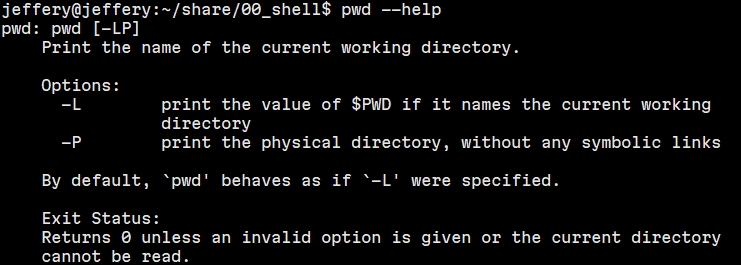 jeffery@jeffery:~/share/00_shell$ pwd --help
pwd: pwd [-LP]
    Print the name of the current working directory.

    Options:
      -L        print the value of $PWD if it names the current working
                directory
      -P        print the physical directory, without any symbolic links

    By default, `pwd' behaves as if `-L' were specified.

    Exit Status:
    Returns 0 unless an invalid option is given or the current directory
    cannot be read.